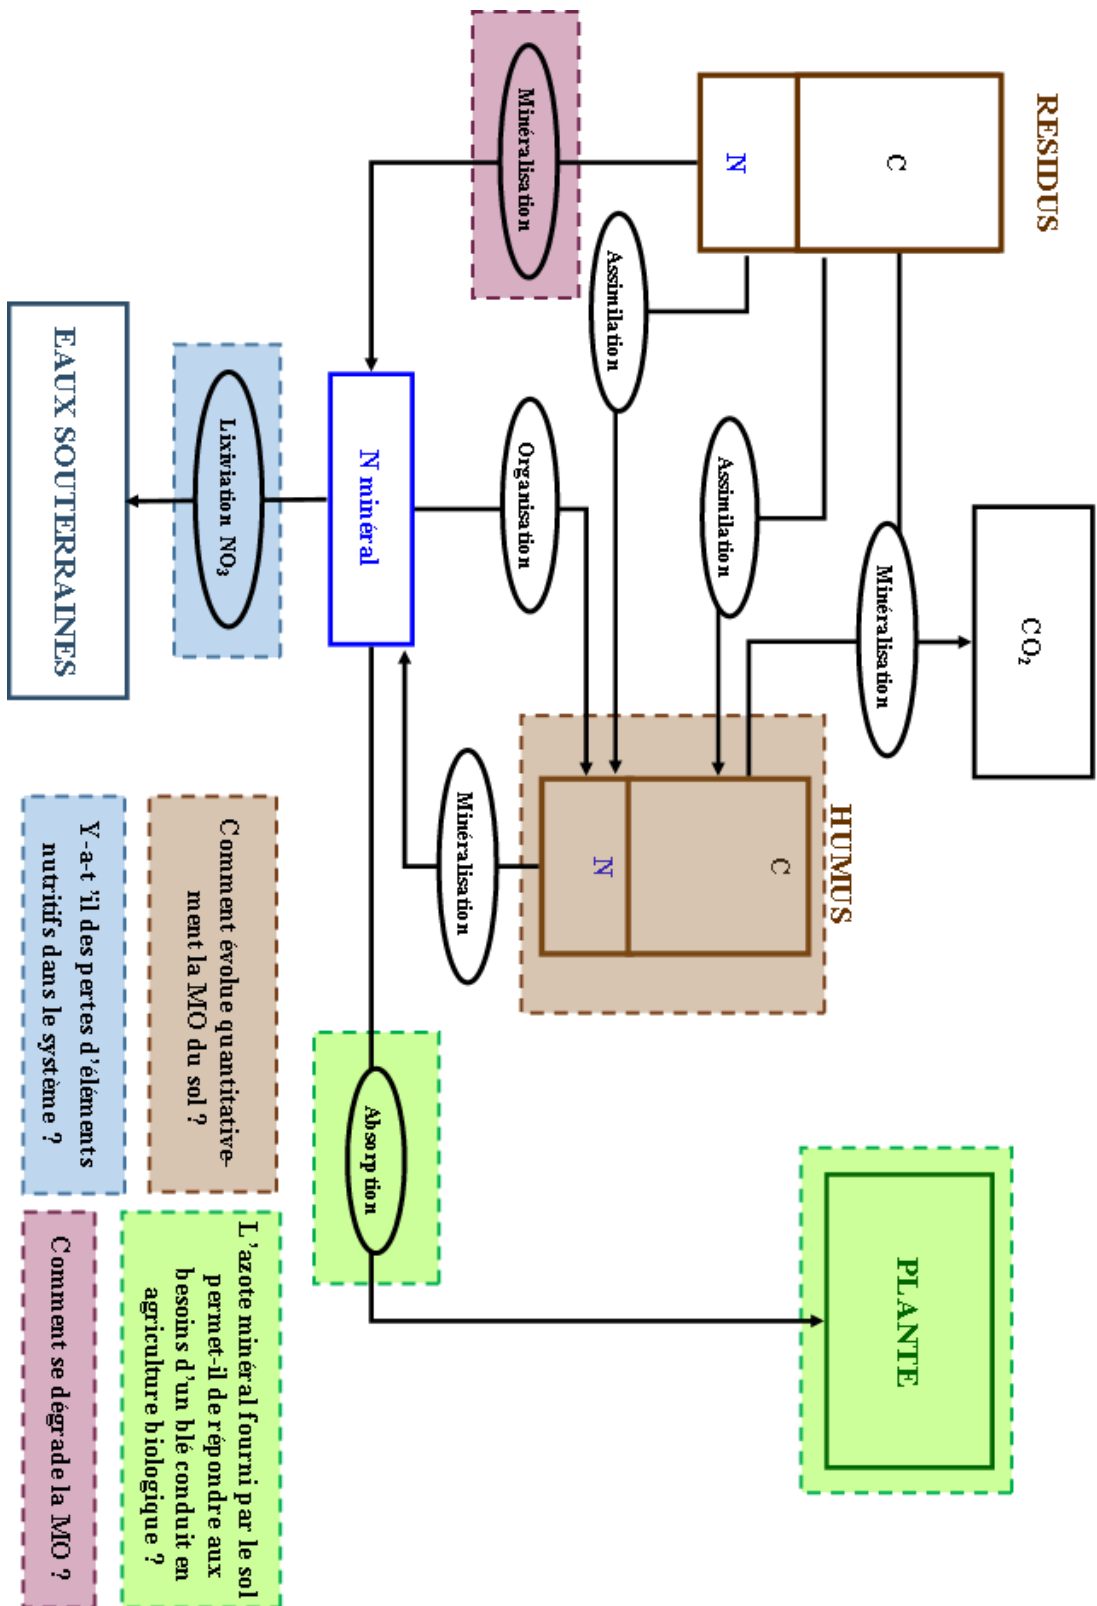 RESIDUS
C
N
CO₂
HUMUS
C
N
PLANTE
Minéralisation
Assimilation
Assimilation
Minéralisation
Minéralisation
Organisation
N minéral
Minéralisation
Absorption
Lixiviation NO₃
EAUX SOUTERRAINES
Comment évolue quantitative-
ment la MO du sol ?
Y-a-t ’il des pertes d’éléments
nutritifs dans le système ?
L ’azote minéral fourni par le sol
permet-il de répondre aux
besoins d’un blé conduit en
agriculture biologique ?
Comment se dégrade la MO ?